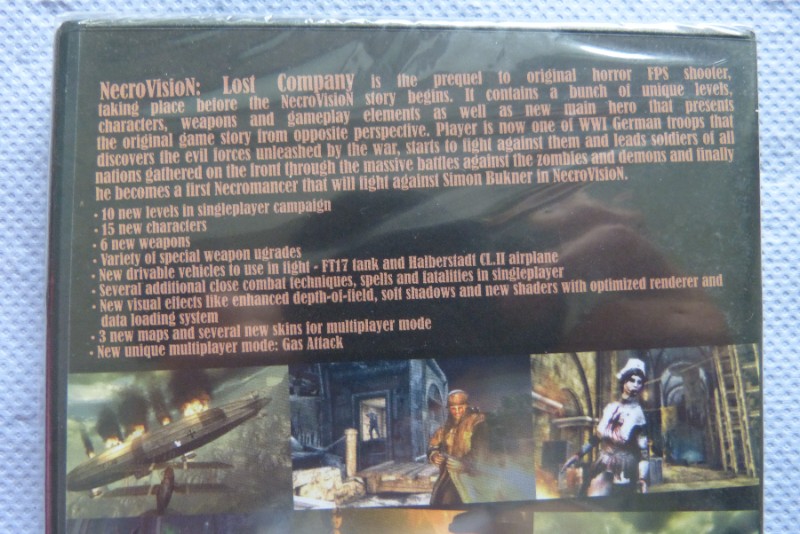 NecroVisioN: Lost Company is the prequel to original horror FPS shooter,
taking place before the NecroVisioN story begins. It contains a bunch of unique levels,
characters, weapons and gameplay elements as well as new main hero that presents
the original game story from opposite perspective. Player is now one of WWI German troops that
discovers the evil forces unleashed by the war, starts to fight against them and leads soldiers of all
nations gathered on the front through the massive battles against the zombies and demons and finally
he becomes a first Necromancer that will fight against Simon Bukner in NecroVisioN.
· 10 new levels in singleplayer campaign
· 15 new characters
· 6 new weapons
· Variety of special weapon ugrades
· New drivable vehicles to use in fight - FT17 tank and Halberstadt CL.II airplane
· Several additional close combat techniques, spells and fatalities in singleplayer
· New visual effects like enhanced depth-of-field, soft shadows and new shaders with optimized renderer and
data loading system
· 3 new maps and several new skins for multiplayer mode
· New unique multiplayer mode: Gas Attack